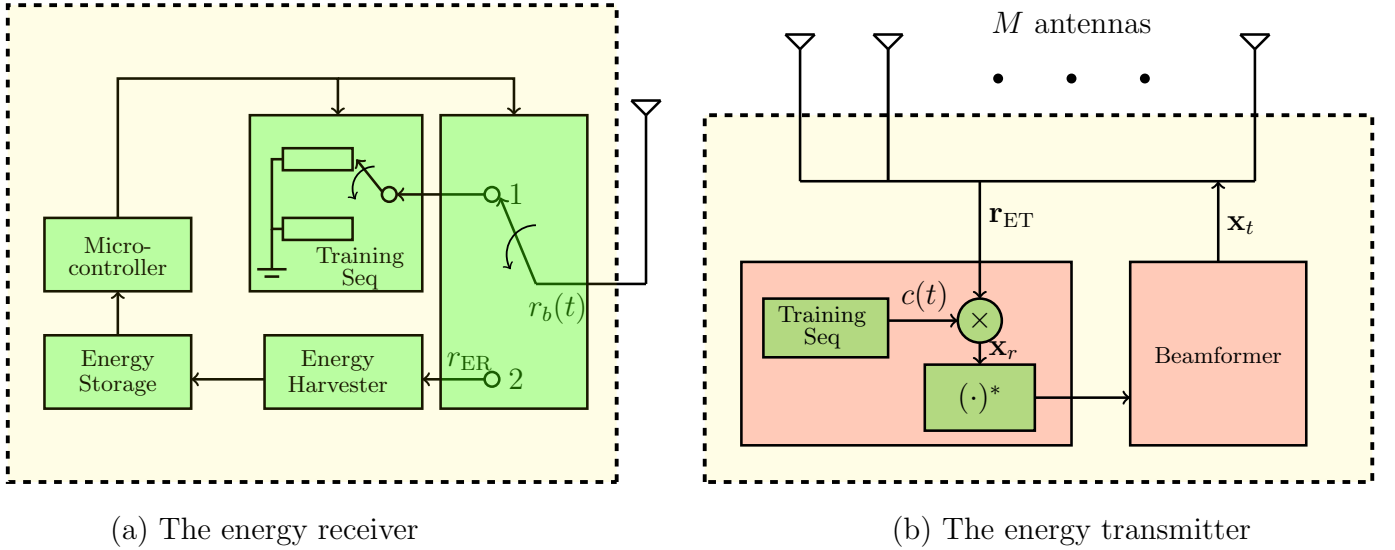 M antennas
1
Micro-
controller
Training
Seq
r_b(t)
Energy
Storage
Energy
Harvester
r_ER
2
r_ET
x_t
c(t)
Training
Seq
×
x_r
(·)*
Beamformer
(a) The energy receiver
(b) The energy transmitter